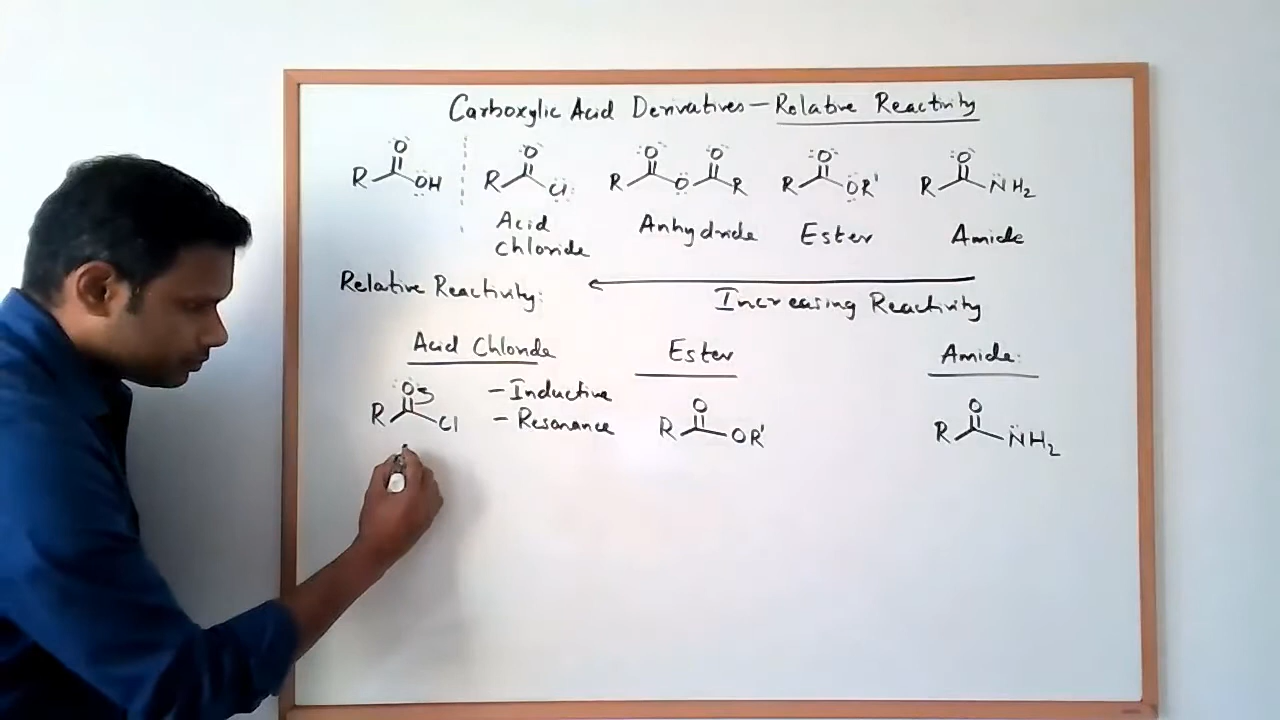 Carboxylic Acid Derivatives — Relative Reactivity
O O O O O O
R OH R Cl R O R R OR' R NH2
Acid Chloride Anhydride Ester Amide
Relative Reactivity: Increasing Reactivity
Acid Chloride Ester Amide:
O - Inductive O O
R Cl - Resonance R OR' R NH2